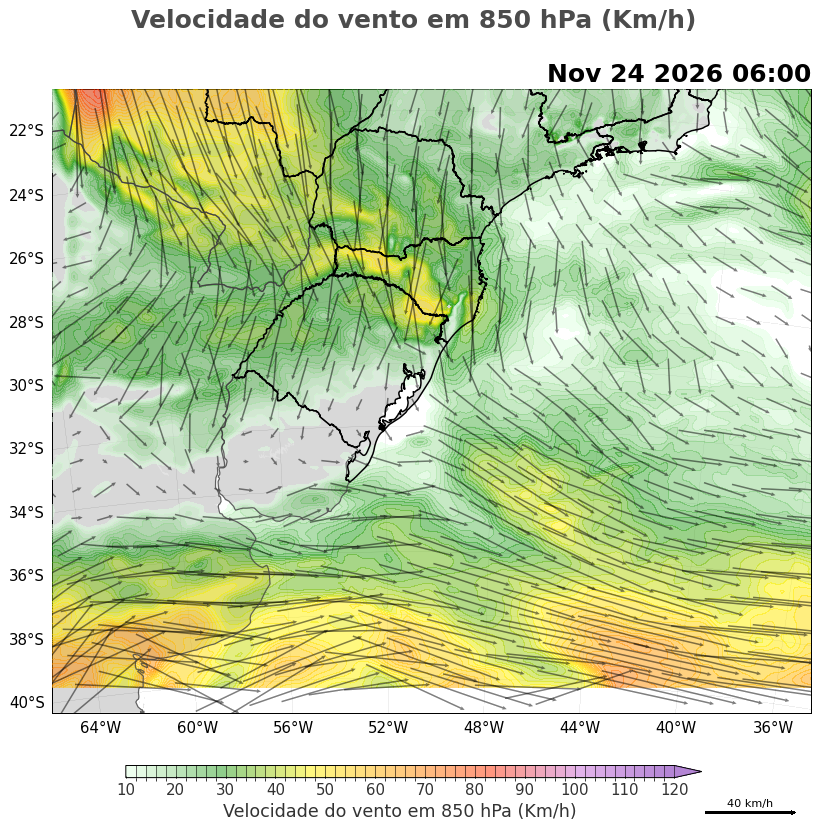 Velocidade do vento em 850 hPa (Km/h)
Nov 24 2026 06:00
22°S
24°S
26°S
28°S
30°S
32°S
34°S
36°S
38°S
40°S
64°W 60°W 56°W 52°W 48°W 44°W 40°W 36°W
10 20 30 40 50 60 70 80 90 100 110 120
Velocidade do vento em 850 hPa (Km/h)
40 km/h